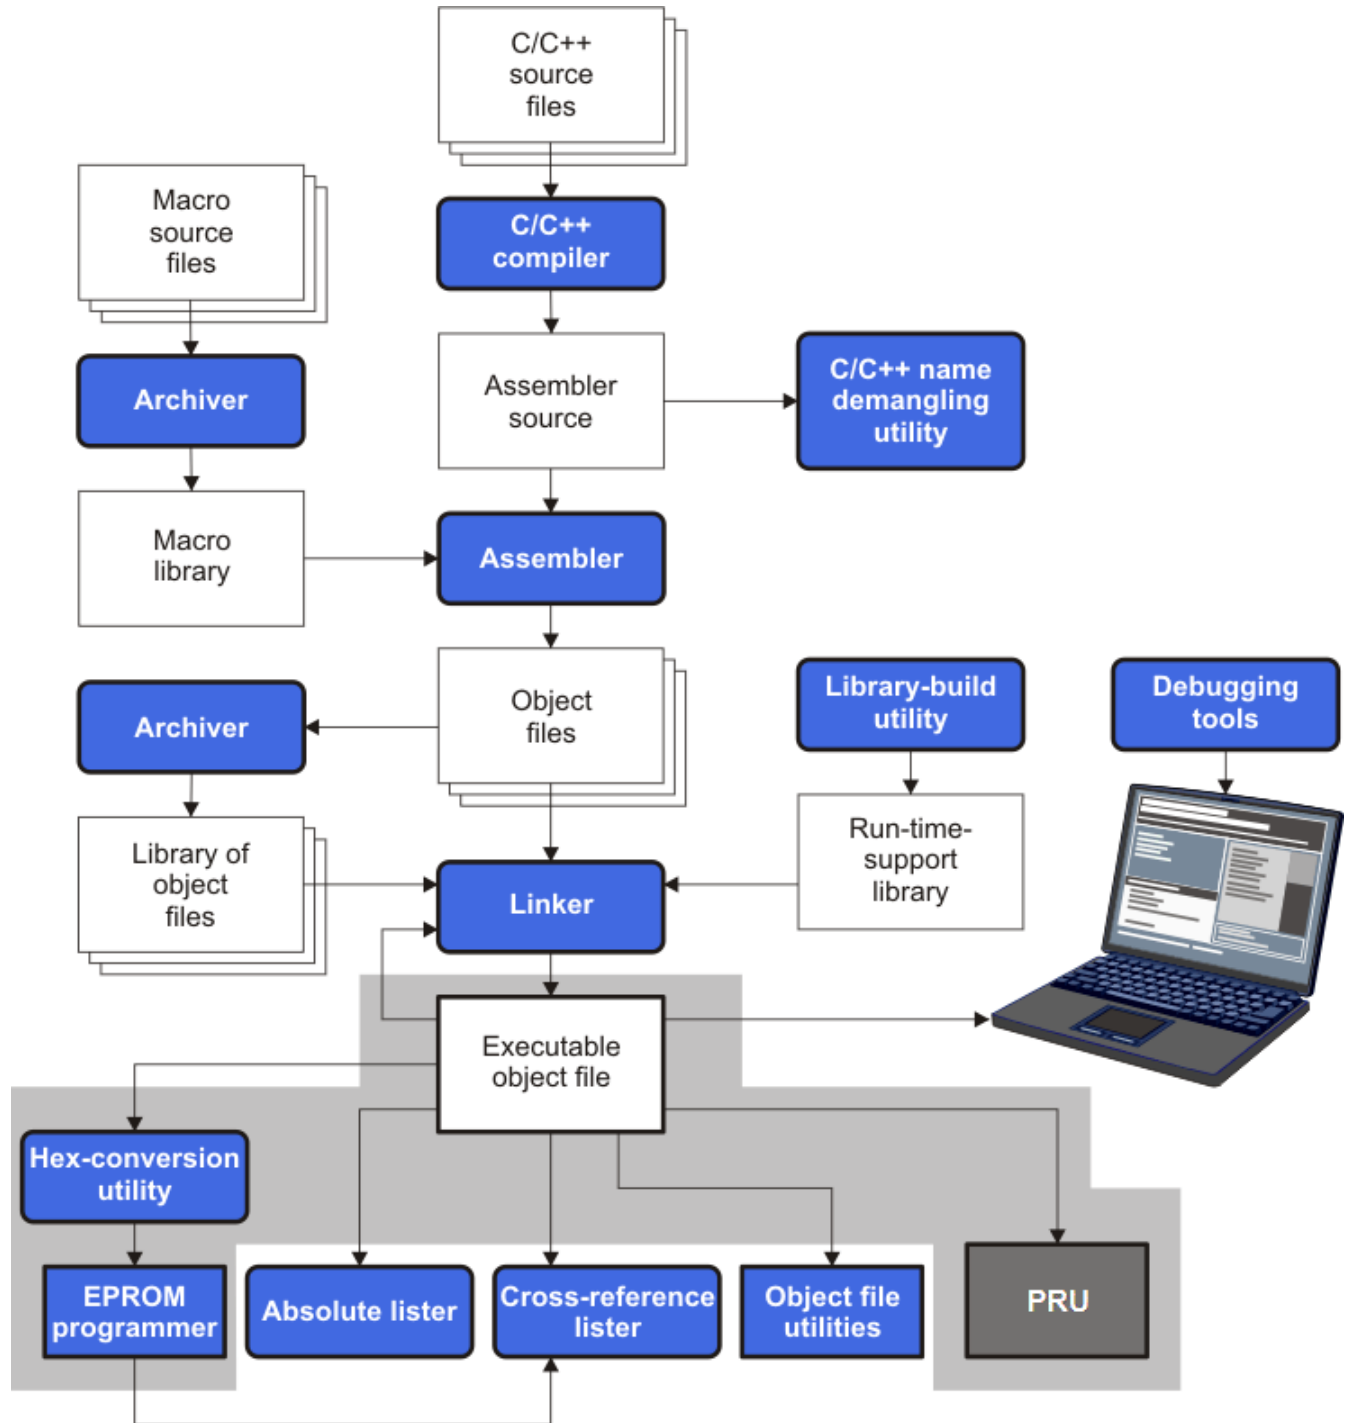 C/C++
source
files
Macro
source
files
C/C++
compiler
Archiver
Assembler
source
C/C++ name
demangling
utility
Macro
library
Assembler
Archiver
Object
files
Library-build
utility
Debugging
tools
Library of
object
files
Linker
Run-time-
support
library
Executable
object file
Hex-conversion
utility
EPROM
programmer
Absolute lister
Cross-reference
lister
Object file
utilities
PRU